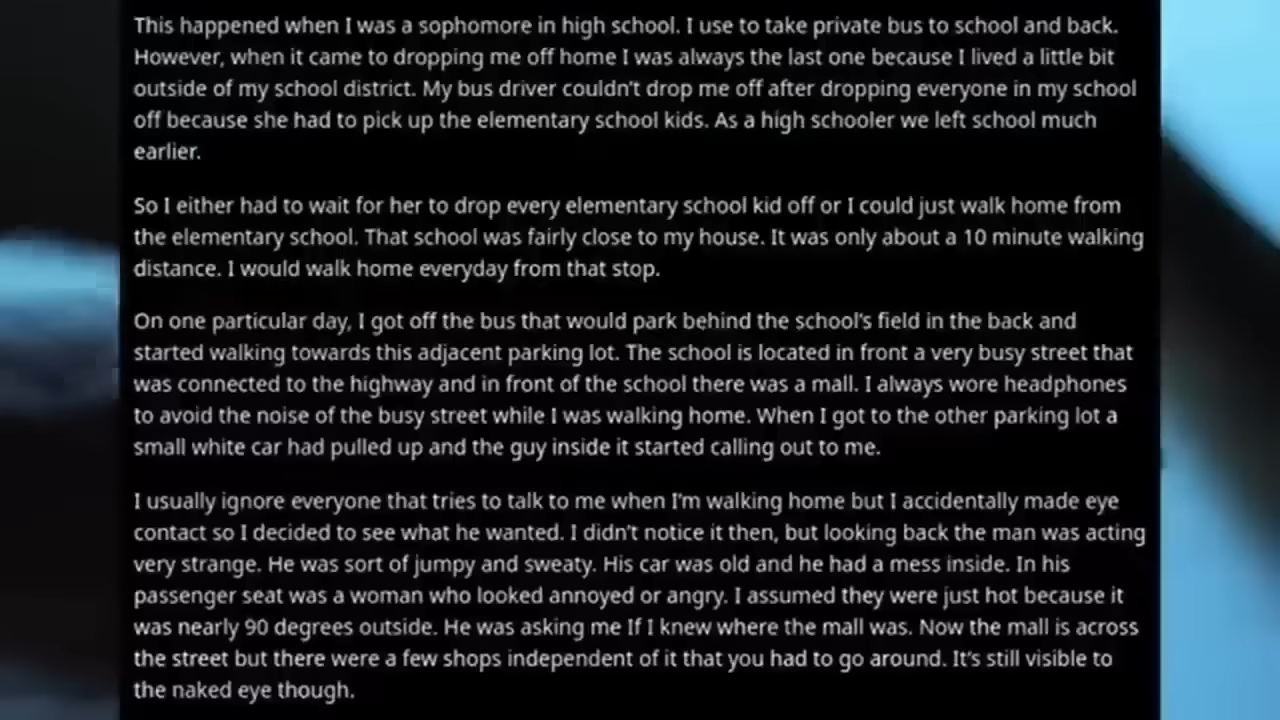 This happened when I was a sophomore in high school. I use to take private bus to school and back.
However, when it came to dropping me off home I was always the last one because I lived a little bit
outside of my school district. My bus driver couldn't drop me off after dropping everyone in my school
off because she had to pick up the elementary school kids. As a high schooler we left school much
earlier.
So I either had to wait for her to drop every elementary school kid off or I could just walk home from
the elementary school. That school was fairly close to my house. It was only about a 10 minute walking
distance. I would walk home everyday from that stop.
On one particular day, I got off the bus that would park behind the school's field in the back and
started walking towards this adjacent parking lot. The school is located in front a very busy street that
was connected to the highway and in front of the school there was a mall. I always wore headphones
to avoid the noise of the busy street while I was walking home. When I got to the other parking lot a
small white car had pulled up and the guy inside it started calling out to me.
I usually ignore everyone that tries to talk to me when I'm walking home but I accidentally made eye
contact so I decided to see what he wanted. I didn't notice it then, but looking back the man was acting
very strange. He was sort of jumpy and sweaty. His car was old and he had a mess inside. In his
passenger seat was a woman who looked annoyed or angry. I assumed they were just hot because it
was nearly 90 degrees outside. He was asking me If I knew where the mall was. Now the mall is across
the street but there were a few shops independent of it that you had to go around. It's still visible to
the naked eye though.